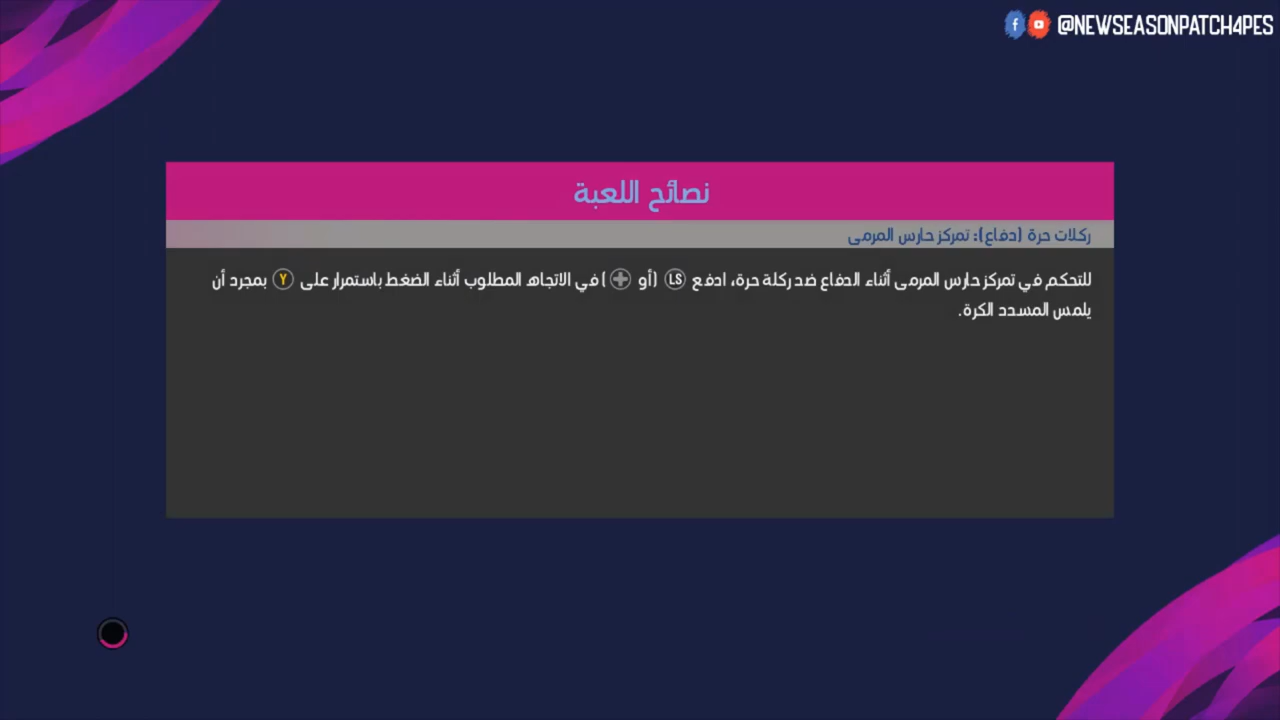 @NEWSEASONPATCH4PES
نصائح اللعبة
ركلات حرة (دفاع): تمركز حارس المرمى
للتحكم في تمركز حارس المرمى أثناء الدفاع ضد ركلة حرة، ادفع LS (أو ) في الاتجاه المطلوب أثناء الضغط باستمرار على Y بمجرد أن
يلمس المسدد الكرة.